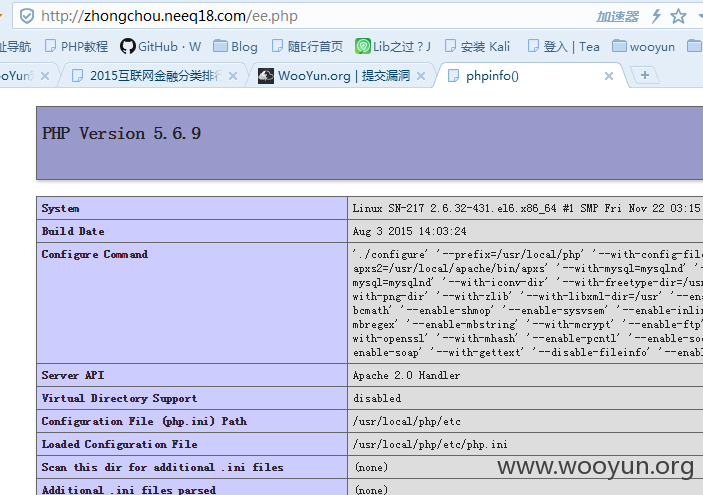 http://zhongchou.neeq18.com/ee.php 加速器
址导航 PHP教程 GitHub · W Blog 随E行首页 Lib之过？J 安装 Kali 登入 | Tea wooyun
2015互联网金融分类排行 WooYun.org | 提交漏洞 phpinfo()
PHP Version 5.6.9
System Linux SN-217 2.6.32-431.el6.x86_64 #1 SMP Fri Nov 22 03:15
Build Date Aug 3 2015 14:03:24
Configure Command './configure' '--prefix=/usr/local/php' '--with-config-file
apxs2=/usr/local/apache/bin/apxs' '--with-mysql=mysqlnd' '-
mysql=mysqlnd' '--with-iconv-dir' '--with-freetype-dir=/usr
with-png-dir' '--with-zlib' '--with-libxml-dir=/usr' '--en
bcmath' '--enable-shmop' '--enable-sysvsem' '--enable-inli
mbregex' '--enable-mbstring' '--with-mcrypt' '--enable-ftp'
with-openssl' '--with-mhash' '--enable-pcntl' '--enable-soc
enable-soap' '--with-gettext' '--disable-fileinfo' '--enabl
Server API Apache 2.0 Handler
Virtual Directory Support disabled
Configuration File (php.ini) Path /usr/local/php/etc
Loaded Configuration File /usr/local/php/etc/php.ini
Scan this dir for additional .ini files (none)
www.wooyun.org
Additional .ini files parsed (none)